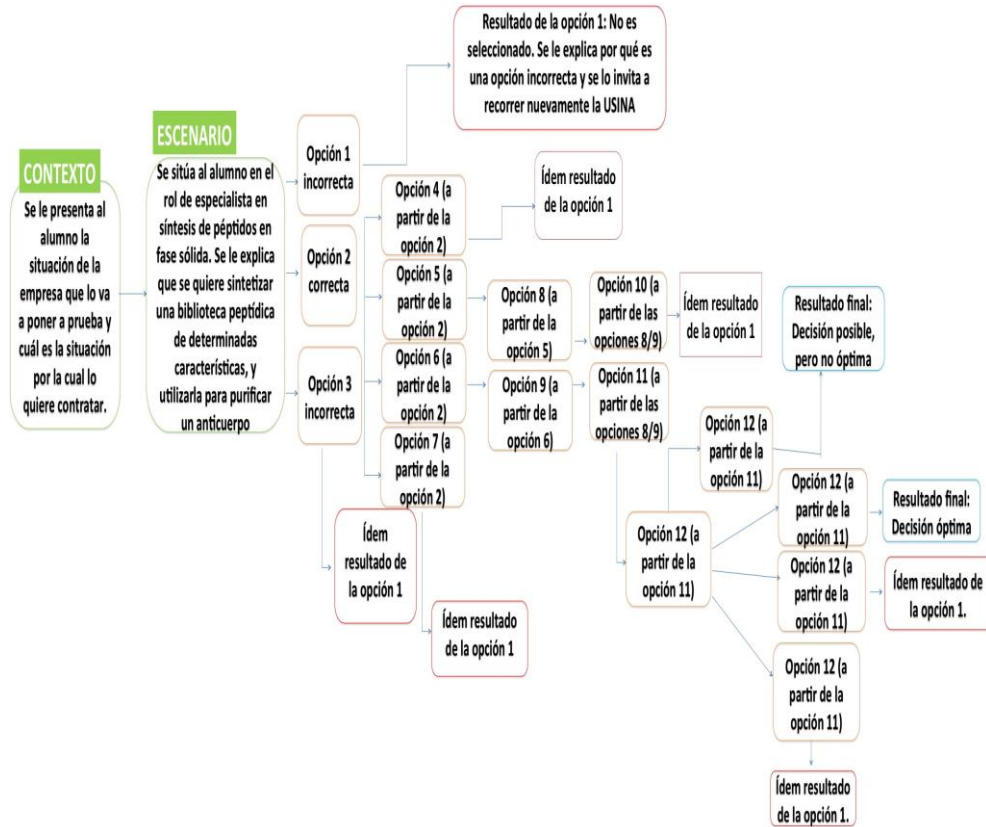 CONTEXTO
Se le presenta al
alumno la
situación de la
empresa que lo va
a poner a prueba y
cuál es la situación
por la cual lo
quiere contratar.
ESCENARIO
Se sitúa al alumno en el
rol de especialista en
síntesis de péptidos en
fase sólida. Se le explica
que se quiere sintetizar
una biblioteca peptídica
de determinadas
características, y
utilizarla para purificar
un anticuerpo
Opción 1
incorrecta
Resultado de la opción 1: No es
seleccionado. Se le explica por qué es
una opción incorrecta y se lo invita a
recorrer nuevamente la USINA
Opción 2
correcta
Opción 3
incorrecta
Ídem
resultado de
la opción 1
Opción 4 (a
partir de la
opción 2)
Ídem resultado
de la opción 1
Opción 5 (a
partir de la
opción 2)
Opción 6 (a
partir de la
opción 2)
Opción 7 (a
partir de la
opción 2)
Ídem resultado
de la opción 1
Opción 8 (a
partir de la
opción 5)
Opción 9 (a
partir de la
opción 6)
Opción 10 (a
partir de las
opciones 8/9)
Ídem resultado
de la opción 1
Opción 11 (a
partir de las
opciones 8/9)
Opción 12 (a
partir de la
opción 11)
Opción 12 (a
partir de la
opción 11)
Resultado final:
Decisión posible,
pero no óptima
Opción 12 (a
partir de la
opción 11)
Resultado final:
Decisión óptima
Opción 12 (a
partir de la
opción 11)
Ídem resultado de
la opción 1.
Opción 12 (a
partir de la
opción 11)
Ídem resultado
de la opción 1.